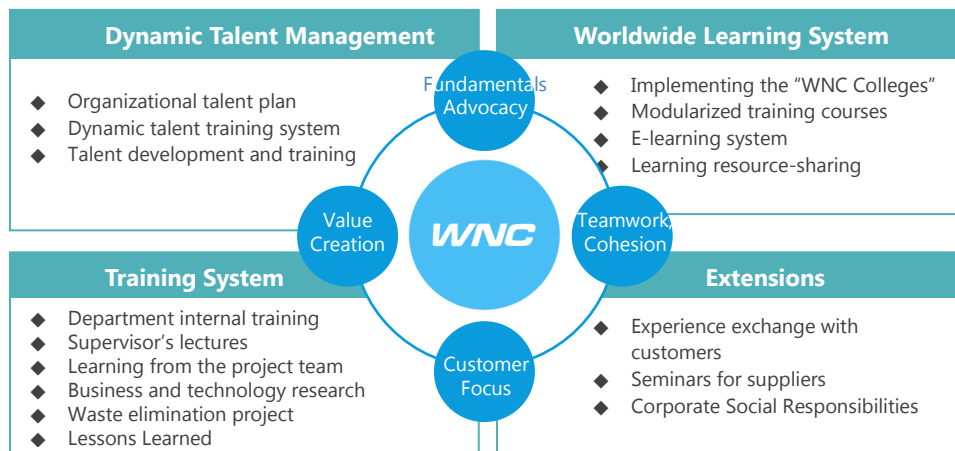 Dynamic Talent Management
◆ Organizational talent plan
◆ Dynamic talent training system
◆ Talent development and training
Worldwide Learning System
◆ Implementing the “WNC Colleges”
◆ Modularized training courses
◆ E-learning system
◆ Learning resource-sharing
Fundamentals
Advocacy
Value
Creation
WNC
Teamwork,
Cohesion
Customer
Focus
Training System
◆ Department internal training
◆ Supervisor’s lectures
◆ Learning from the project team
◆ Business and technology research
◆ Waste elimination project
◆ Lessons Learned
Extensions
◆ Experience exchange with
customers
◆ Seminars for suppliers
◆ Corporate Social Responsibilities